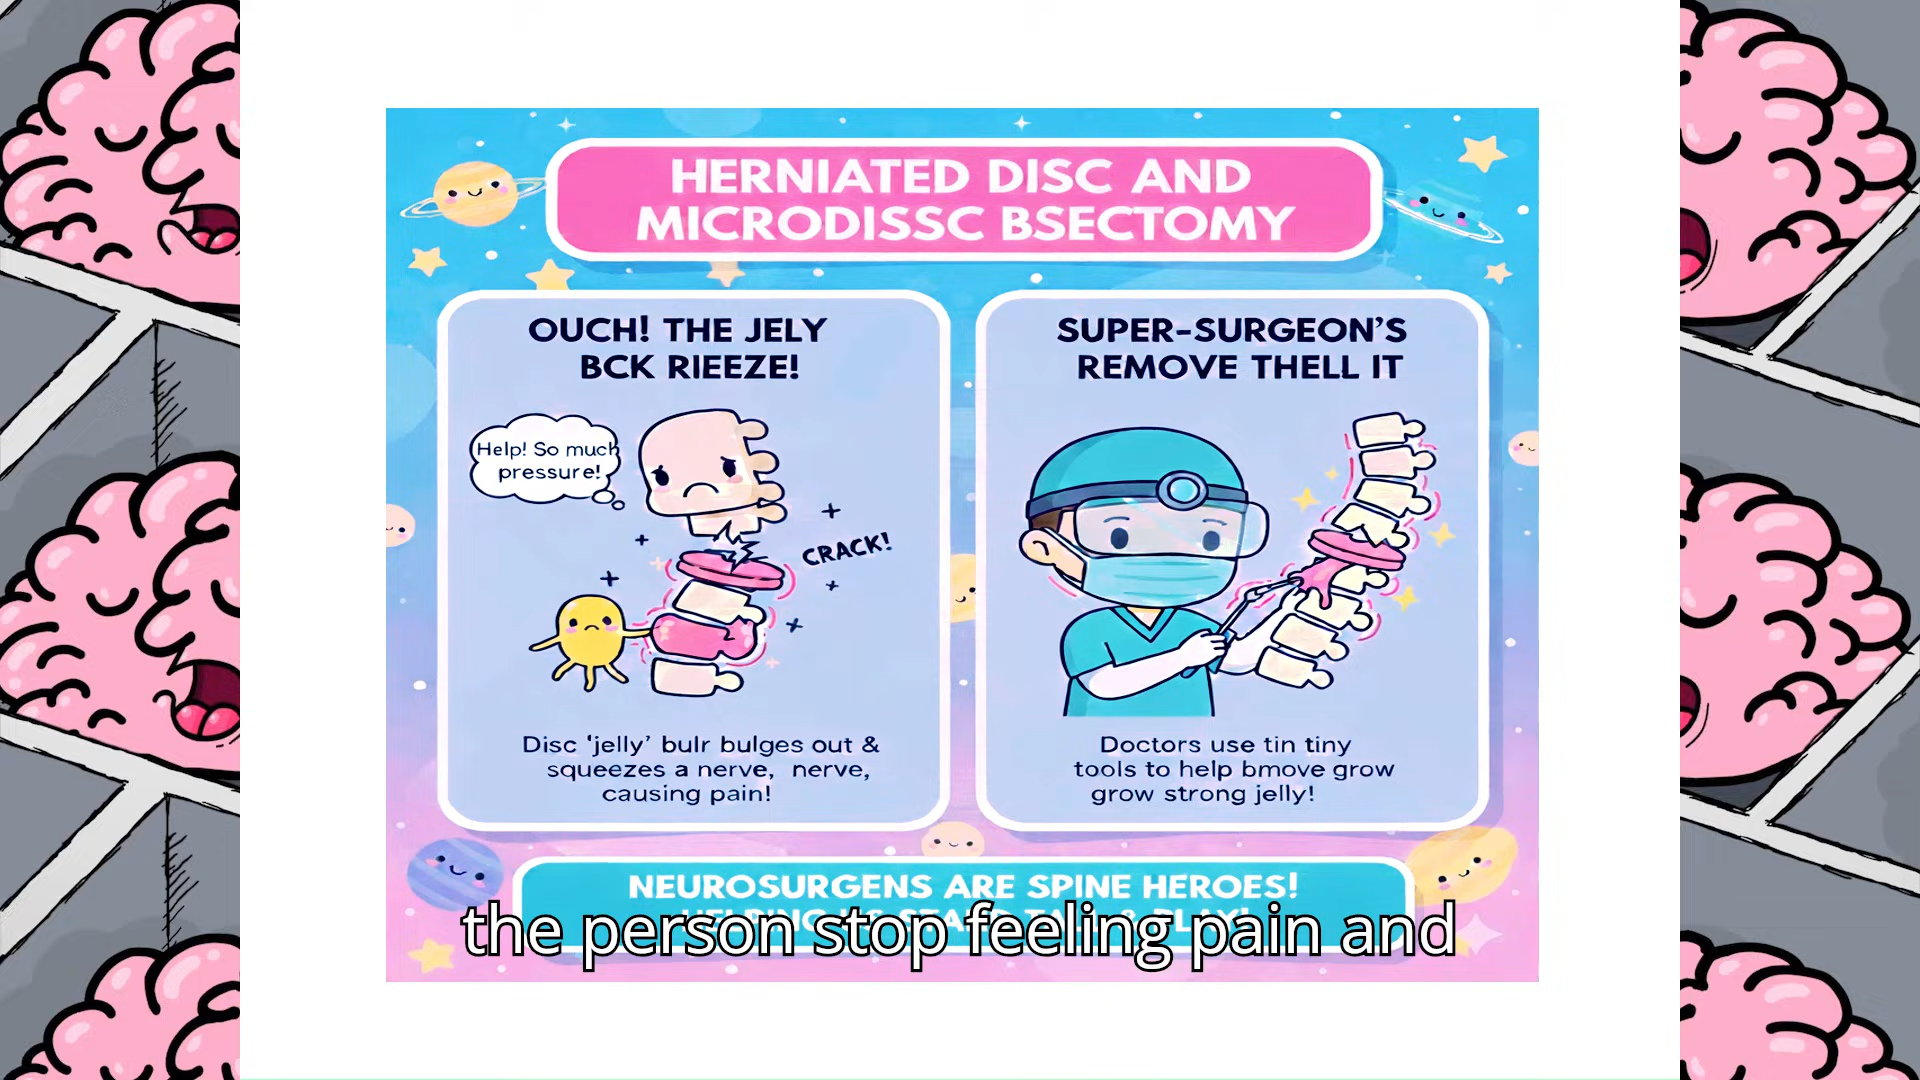 HERNIATED DISC AND
MICRODISSC BSECTOMY
OUCH! THE JELY
BCK RIEEZE!
Help! So much
pressure!
CRACK!
Disc ‘jelly’ bulr bulges out &
squeezes a nerve, nerve,
causing pain!
SUPER-SURGEON’S
REMOVE THELL IT
Doctors use tin tiny
tools to help bmove grow
grow strong jelly!
NEUROSURGENS ARE SPINE HEROES!
the person stop feeling pain and